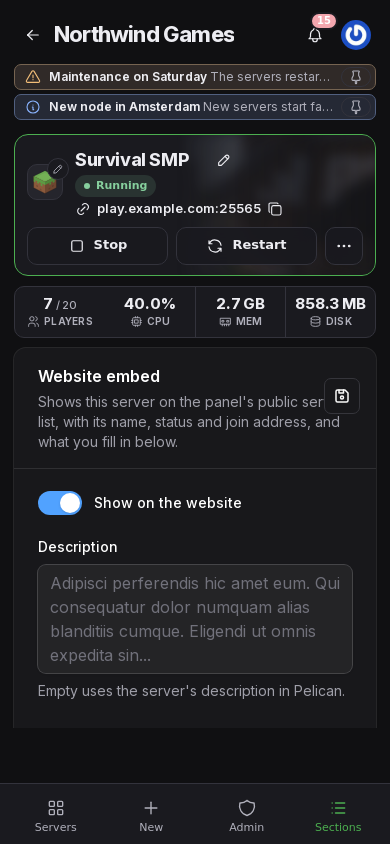 Northwind Games
15
Maintenance on Saturday The servers restar...
New node in Amsterdam New servers start fa...
Survival SMP
Running
play.example.com:25565
Stop
Restart
7 / 20
PLAYERS
40.0%
CPU
2.7 GB
MEM
858.3 MB
DISK
Website embed
Shows this server on the panel's public ser
list, with its name, status and join address, and
what you fill in below.
Show on the website
Description
Adipisci perferendis hic amet eum. Qui
consequatur dolor numquam alias
blanditiis cumque. Eligendi ut omnis
expedita sin...
Empty uses the server's description in Pelican.
Servers
New
Admin
Sections